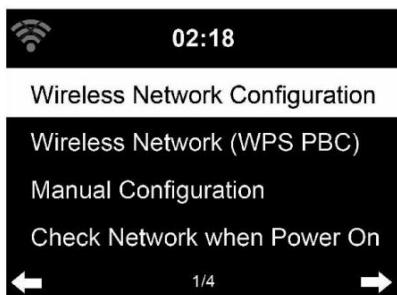 02:18
Wireless Network Configuration
Wireless Network (WPS PBC)
Manual Configuration
Check Network when Power On
1/4